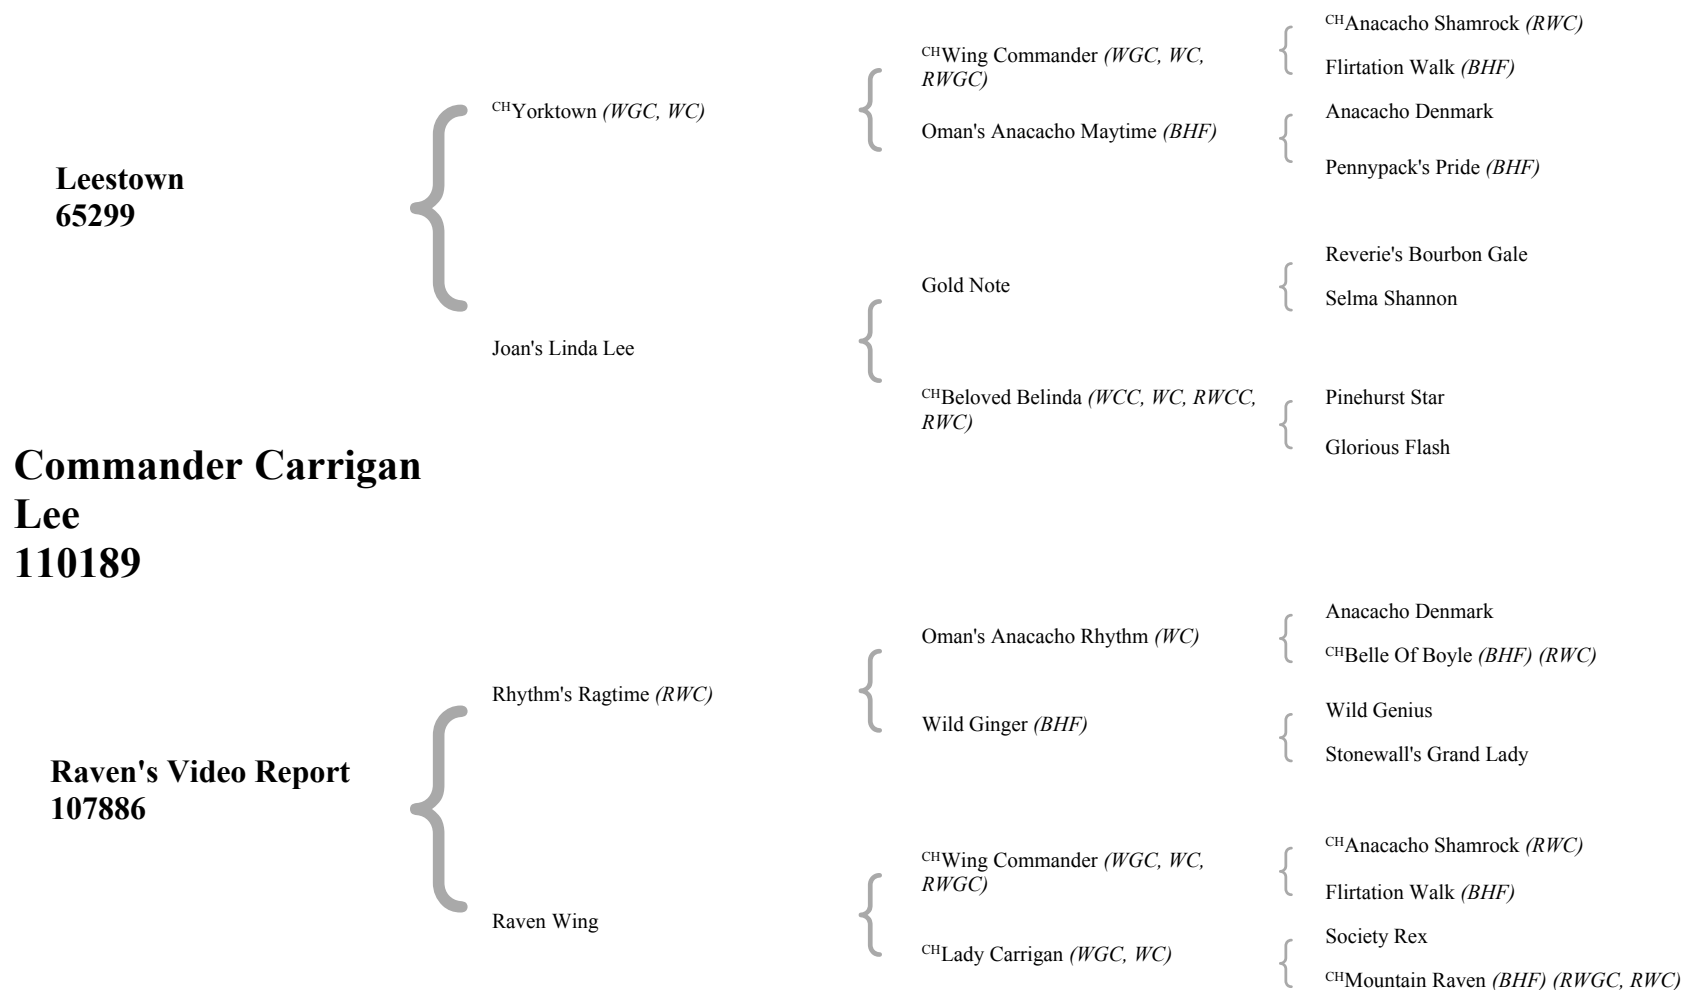 CHAnacacho Shamrock (RWC)
CHWing Commander (WGC, WC,
RWGC)
Flirtation Walk (BHF)
CHYorktown (WGC, WC)
Anacacho Denmark
Oman's Anacacho Maytime (BHF)
Pennypack's Pride (BHF)
Leestown
65299
Reverie's Bourbon Gale
Gold Note
Selma Shannon
Joan's Linda Lee
CHBeloved Belinda (WCC, WC, RWCC,
RWC)
Pinehurst Star
Glorious Flash
Commander Carrigan
Lee
110189
Anacacho Denmark
Oman's Anacacho Rhythm (WC)
CHBelle Of Boyle (BHF) (RWC)
Rhythm's Ragtime (RWC)
Wild Genius
Wild Ginger (BHF)
Stonewall's Grand Lady
Raven's Video Report
107886
CHAnacacho Shamrock (RWC)
CHWing Commander (WGC, WC,
RWGC)
Flirtation Walk (BHF)
Raven Wing
Society Rex
CHLady Carrigan (WGC, WC)
CHMountain Raven (BHF) (RWGC, RWC)